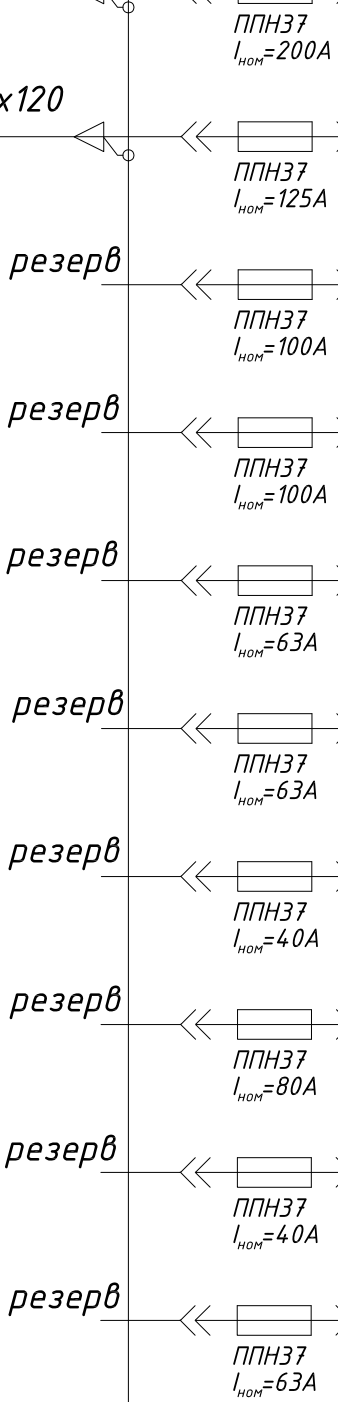 ППН37
Iном=200А
х120
ППН37
Iном=125А
резерв
ППН37
Iном=100А
резерв
ППН37
Iном=100А
резерв
ППН37
Iном=63А
резерв
ППН37
Iном=63А
резерв
ППН37
Iном=40А
резерв
ППН37
Iном=80А
резерв
ППН37
Iном=40А
резерв
ППН37
Iном=63А